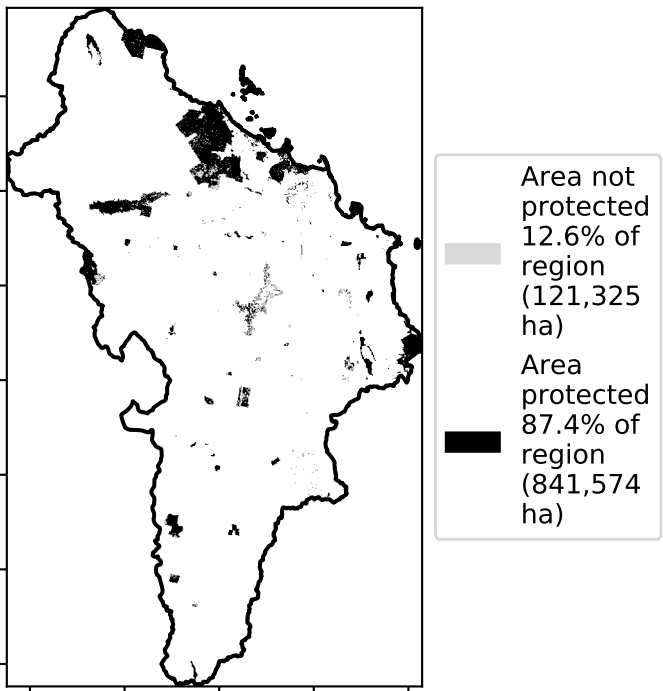 Area not
protected
12.6% of
region
(121,325
ha)
Area
protected
87.4% of
region
(841,574
ha)